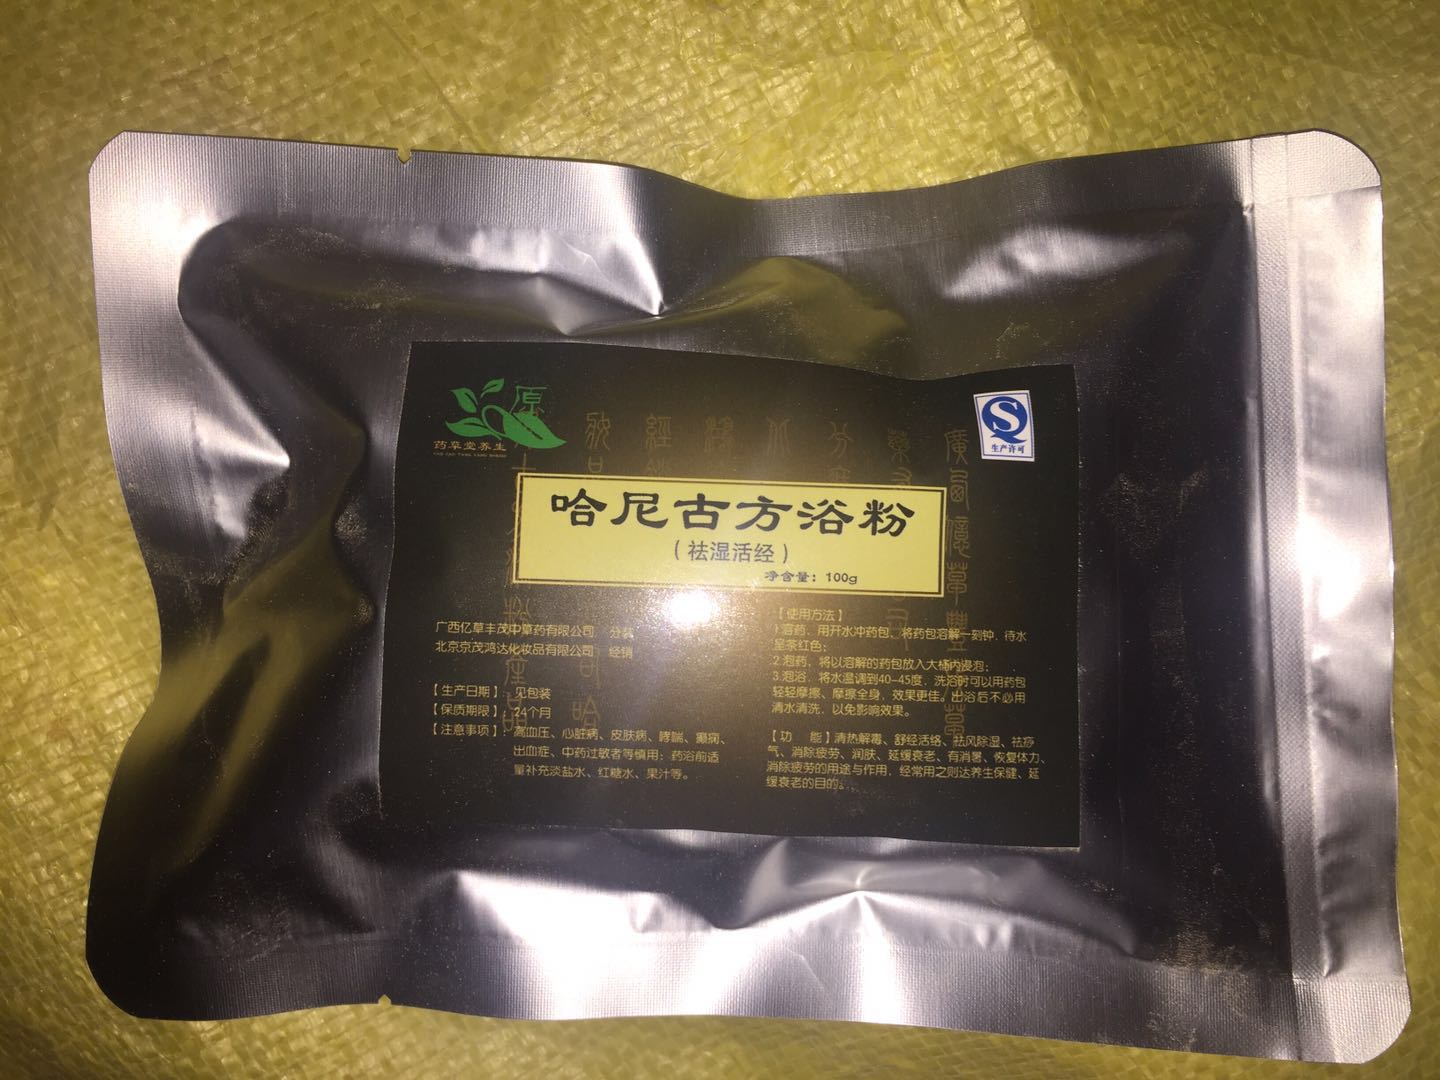 原
药草堂养生
YAO CAO TANG YANG SHENG
QS
生产许可
哈尼古方浴粉
(祛湿活经)
净含量：100g
广西亿草丰茂中草药有限公司 分装
北京京茂鸿达化妆品有限公司 经销
【生产日期】：见包装
【保质期限】：24个月
【注意事项】：高血压、心脏病、皮肤病、哮喘、癫痫、
出血症、中药过敏者等慎用；药浴前适
量补充淡盐水、红糖水、果汁等。
【使用方法】
1.溶药，用开水冲药包、将药包溶解一刻钟，待水
呈茶红色；
2.泡药，将以溶解的药包放入大桶内浸泡；
3.泡浴，将水温调到40-45度，洗浴时可以用药包
轻轻摩擦、摩擦全身，效果更佳。出浴后不必用
清水清洗，以免影响效果。
【功 能】清热解毒、舒经活络、祛风除湿、祛痧
气、消除疲劳、润肤、延缓衰老、有消暑、恢复体力、
消除疲劳的用途与作用，经常用之则达养生保健、延
缓衰老的目的。